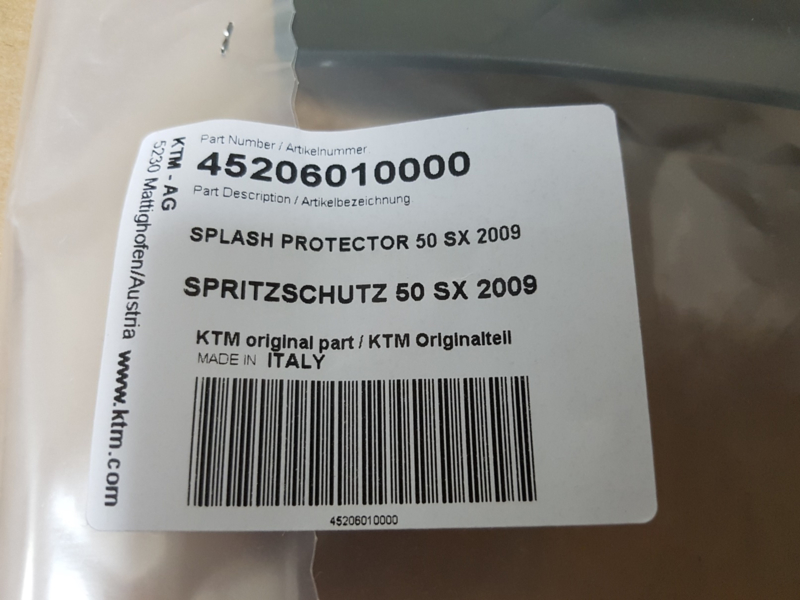 Part Number / Artikelnummer
45206010000
Part Description / Artikelbezeichnung
SPLASH PROTECTOR 50 SX 2009
SPRITZSCHUTZ 50 SX 2009
KTM original part / KTM Originalteil
MADE IN ITALY
45206010000
KTM - AG
5230 Mattighofen/Austria www.ktm.com